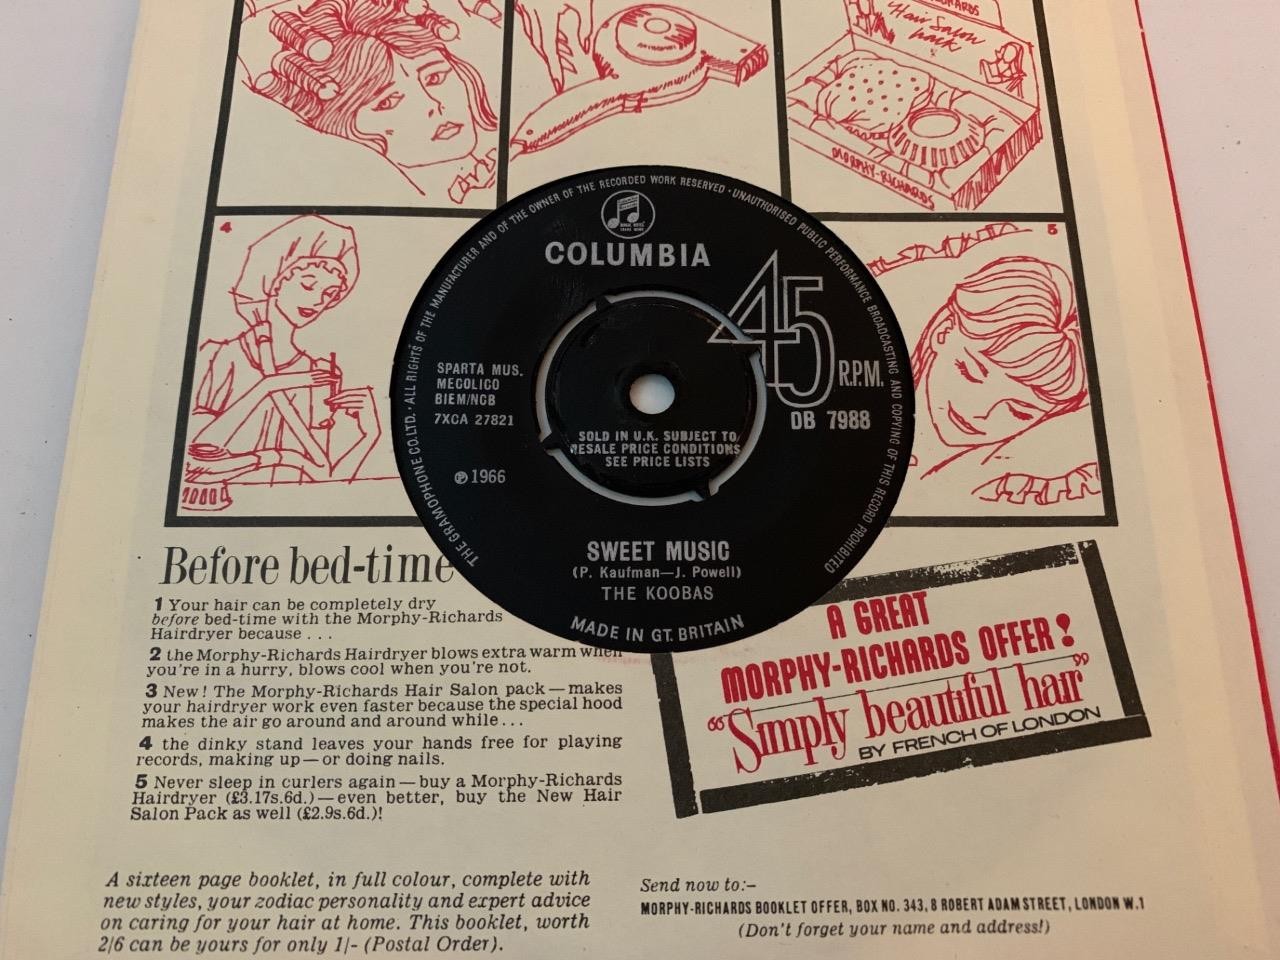 Hair Salon
pack
MORPHY-RICHARDS
4
5
THE GRAMOPHONE CO. LTD. · ALL RIGHTS OF THE MANUFACTURER AND OF THE OWNER OF THE RECORDED WORK RESERVED · UNAUTHORISED PUBLIC PERFORMANCE BROADCASTING AND COPYING OF THIS RECORD PROHIBITED
COLUMBIA
45
R.P.M.
SPARTA MUS.
MECOLICO
BIEM/NCB
7XCA 27821
DB 7988
SOLD IN U.K. SUBJECT TO
RESALE PRICE CONDITIONS
SEE PRICE LISTS
℗ 1966
SWEET MUSIC
(P. Kaufman—J. Powell)
THE KOOBAS
MADE IN GT. BRITAIN
Before bed-time
1 Your hair can be completely dry
before bed-time with the Morphy-Richards
Hairdryer because . . .
2 the Morphy-Richards Hairdryer blows extra warm when
you're in a hurry, blows cool when you're not.
3 New! The Morphy-Richards Hair Salon pack — makes
your hairdryer work even faster because the special hood
makes the air go around and around while . . .
4 the dinky stand leaves your hands free for playing
records, making up — or doing nails.
5 Never sleep in curlers again — buy a Morphy-Richards
Hairdryer (£3.17s.6d.) — even better, buy the New Hair
Salon Pack as well (£2.9s.6d.)!
A GREAT
MORPHY-RICHARDS OFFER!
"Simply beautiful hair"
BY FRENCH OF LONDON
A sixteen page booklet, in full colour, complete with
new styles, your zodiac personality and expert advice
on caring for your hair at home. This booklet, worth
2/6 can be yours for only 1/- (Postal Order).
Send now to:–
MORPHY-RICHARDS BOOKLET OFFER, BOX NO. 343, 8 ROBERT ADAM STREET, LONDON W.1
(Don't forget your name and address!)